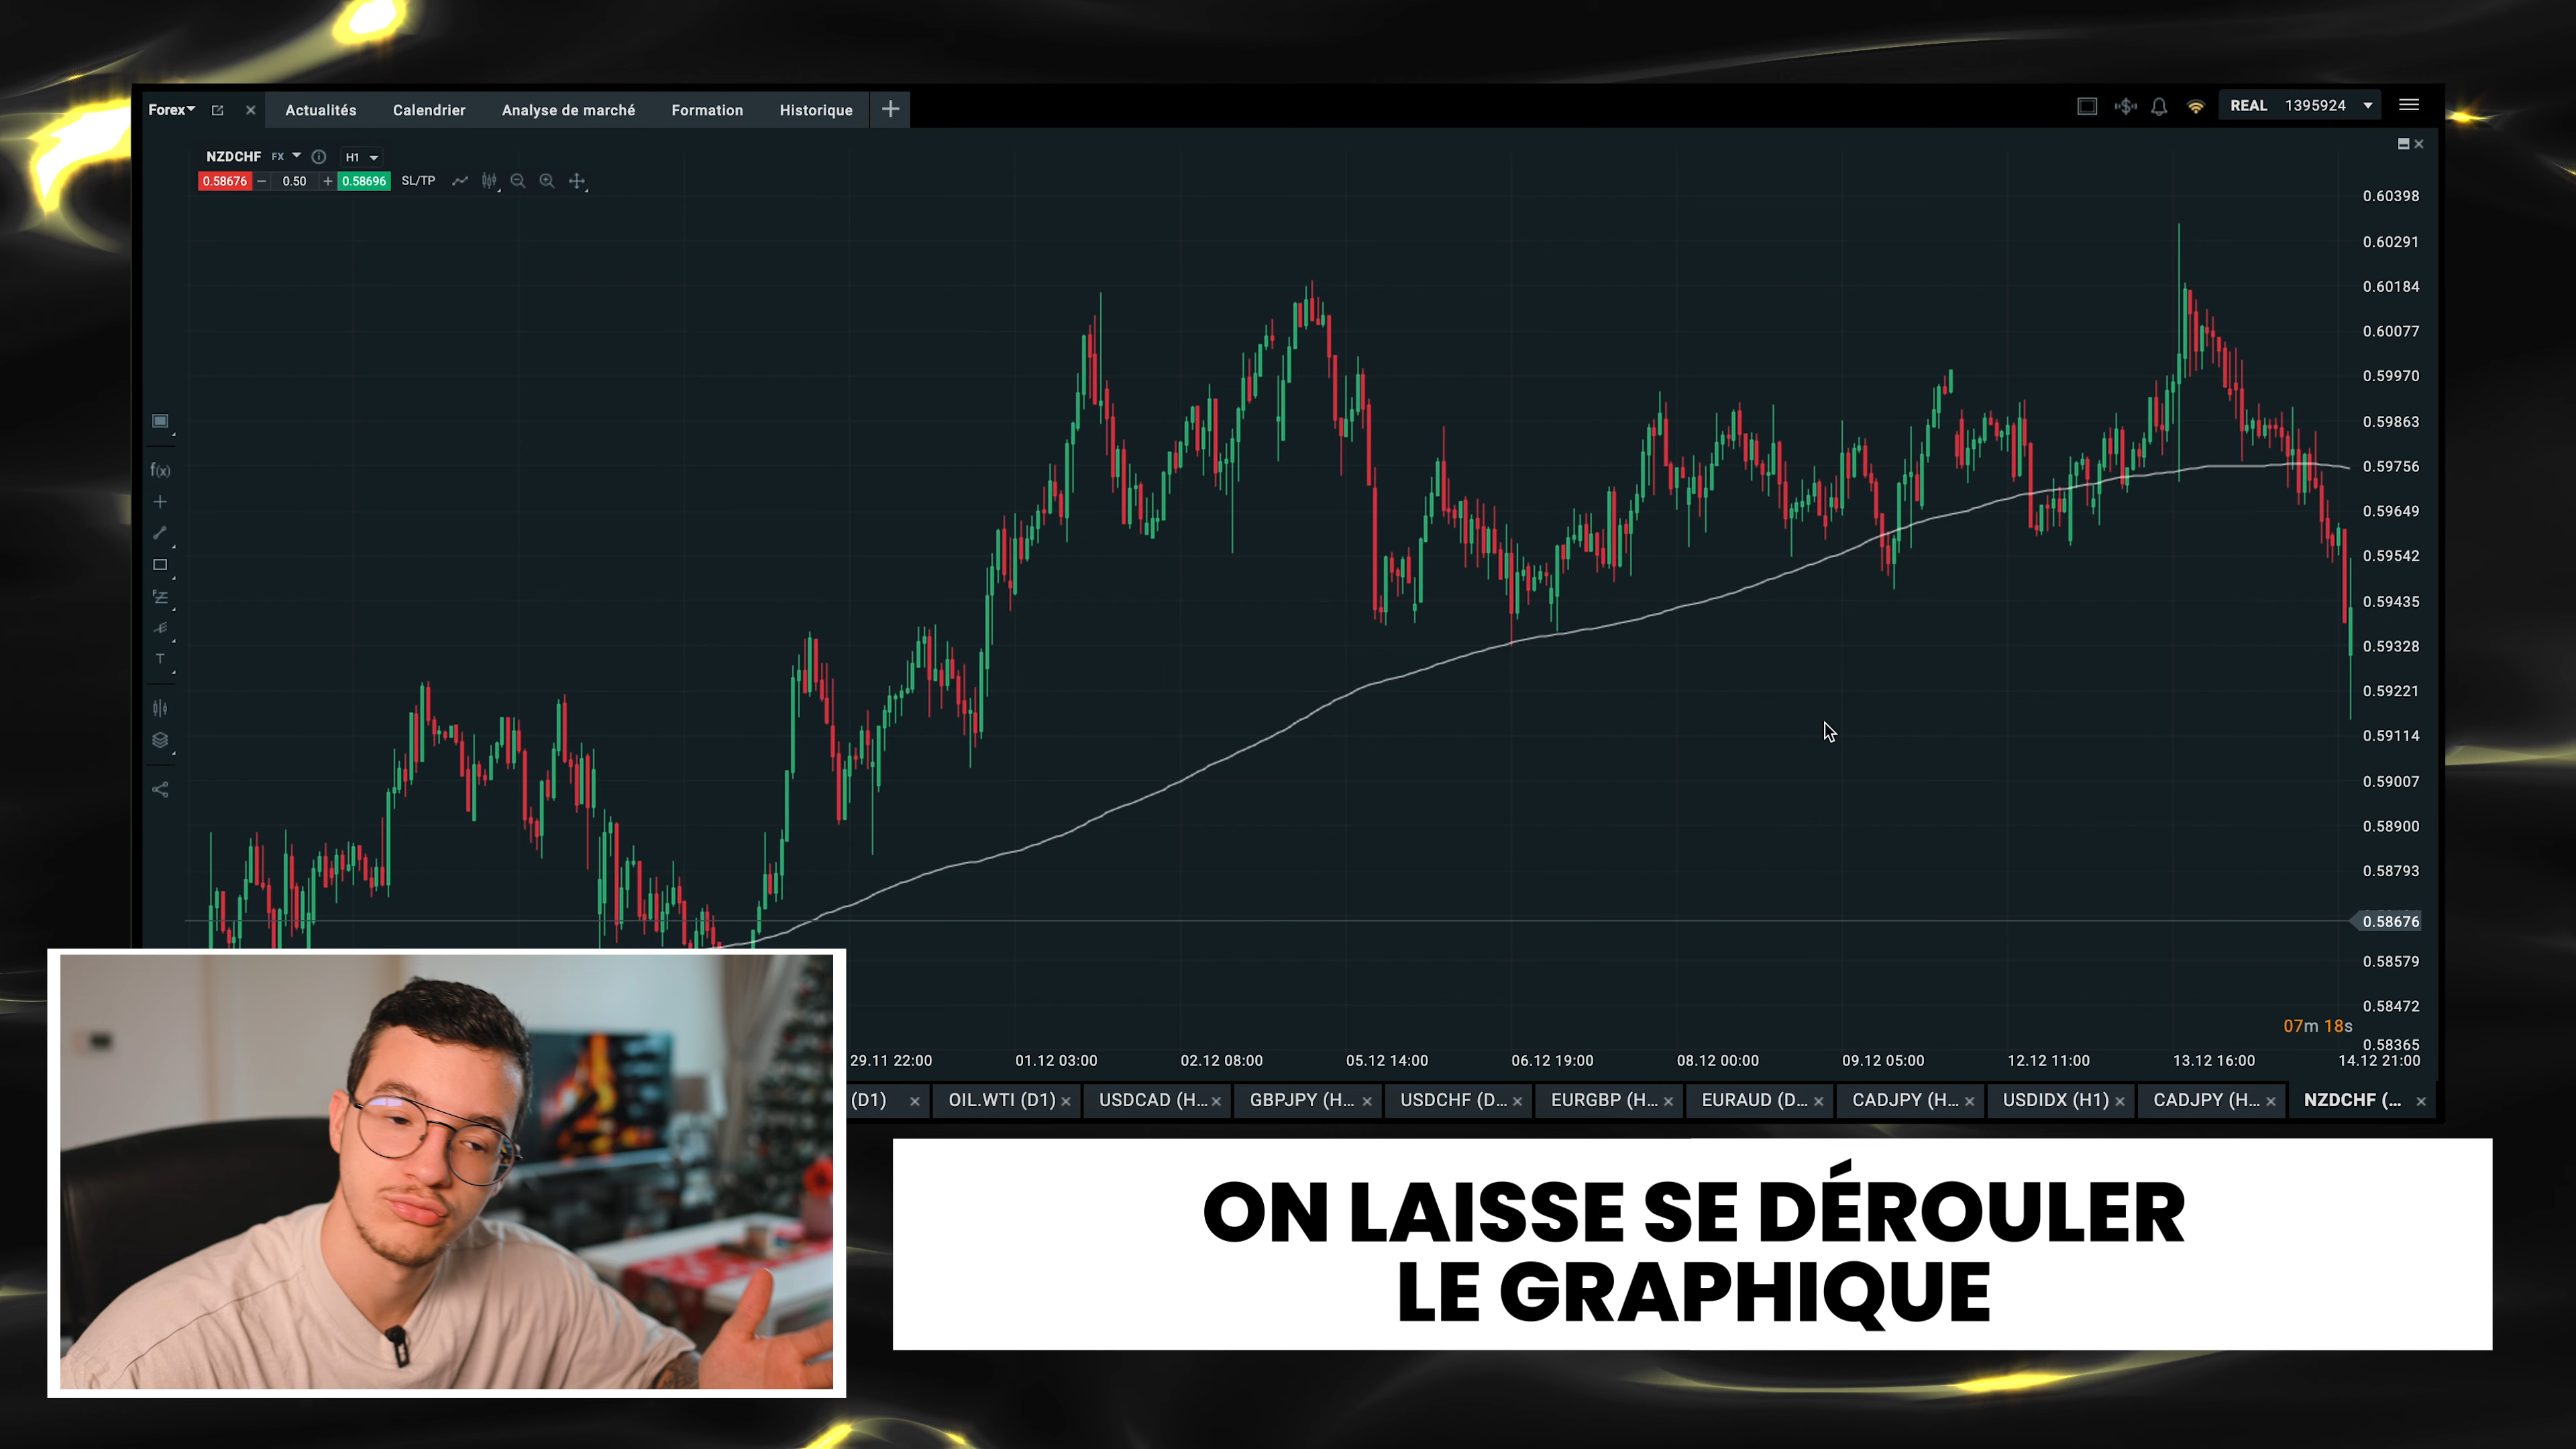 Forex
Actualités
Calendrier
Analyse de marché
Formation
Historique
REAL 1395924
NZDCHF FX H1
0.58676 − 0.50 + 0.58696 SL/TP
f(x)
T
0.60398
0.60291
0.60184
0.60077
0.59970
0.59863
0.59756
0.59649
0.59542
0.59435
0.59328
0.59221
0.59114
0.59007
0.58900
0.58793
0.58676
0.58579
0.58472
0.58365
07m 18s
29.11 22:00
01.12 03:00
02.12 08:00
05.12 14:00
06.12 19:00
08.12 00:00
09.12 05:00
12.12 11:00
13.12 16:00
14.12 21:00
(D1)
OIL.WTI (D1)
USDCAD (H...
GBPJPY (H...
USDCHF (D...
EURGBP (H...
EURAUD (D...
CADJPY (H...
USDIDX (H1)
CADJPY (H...
NZDCHF (...
ON LAISSE SE DÉROULER
LE GRAPHIQUE